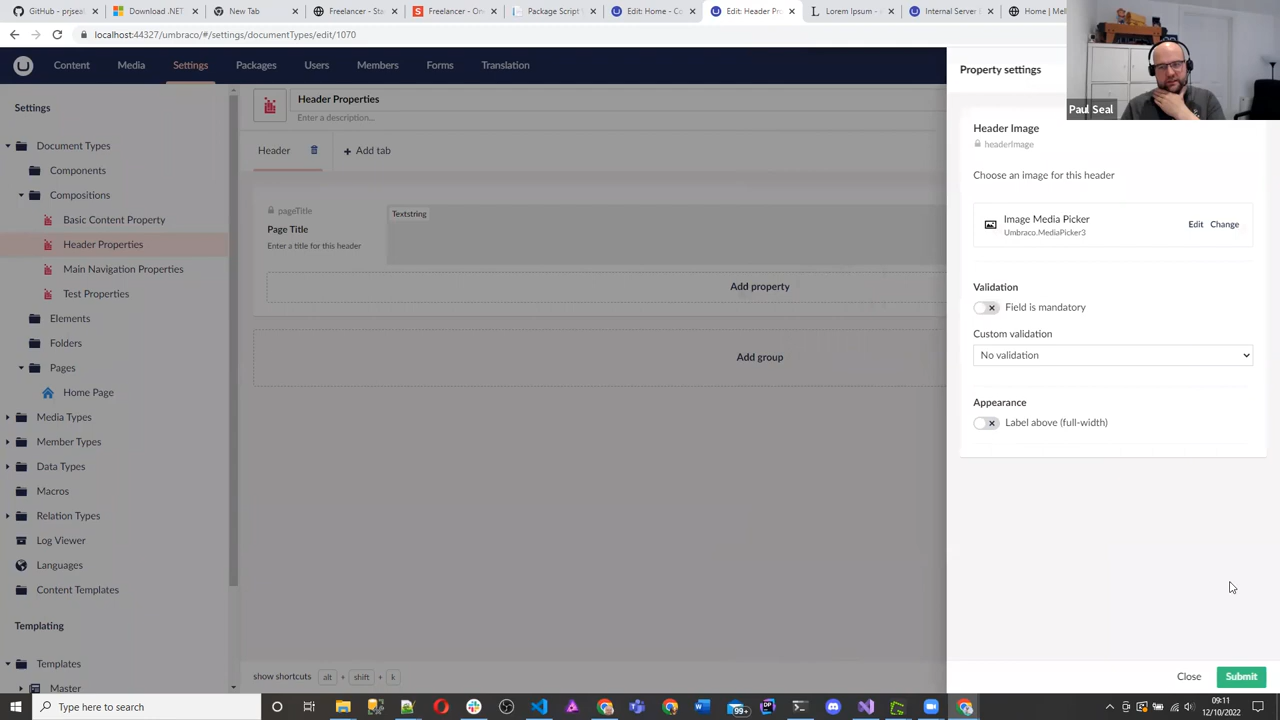 GitHub - prjseal
Download .NET
New Tab
Freelancer - Sta
Freelancer - One
Package Script W
Edit: Home - Co
Edit: Header Pro
Lorem Ipsum -
Internal Server
Home | Mel
localhost:44327/umbraco/#/settings/documentTypes/edit/1070
Content
Media
Settings
Packages
Users
Members
Forms
Translation
Settings
Document Types
Components
Compositions
Basic Content Property
Header Properties
Main Navigation Properties
Test Properties
Elements
Folders
Pages
Home Page
Media Types
Member Types
Data Types
Macros
Relation Types
Log Viewer
Languages
Content Templates
Templating
Templates
Master
Header Properties
Enter a description...
Header
Add tab
pageTitle
Page Title
Enter a title for this header
Textstring
Add property
Add group
show shortcuts alt + shift + k
Property settings
Paul Seal
Header Image
headerImage
Choose an image for this header
Image Media Picker
Umbraco.MediaPicker3
Edit Change
Validation
Field is mandatory
Custom validation
No validation
Appearance
Label above (full-width)
Close
Submit
Type here to search
99+
09:11
12/10/2022